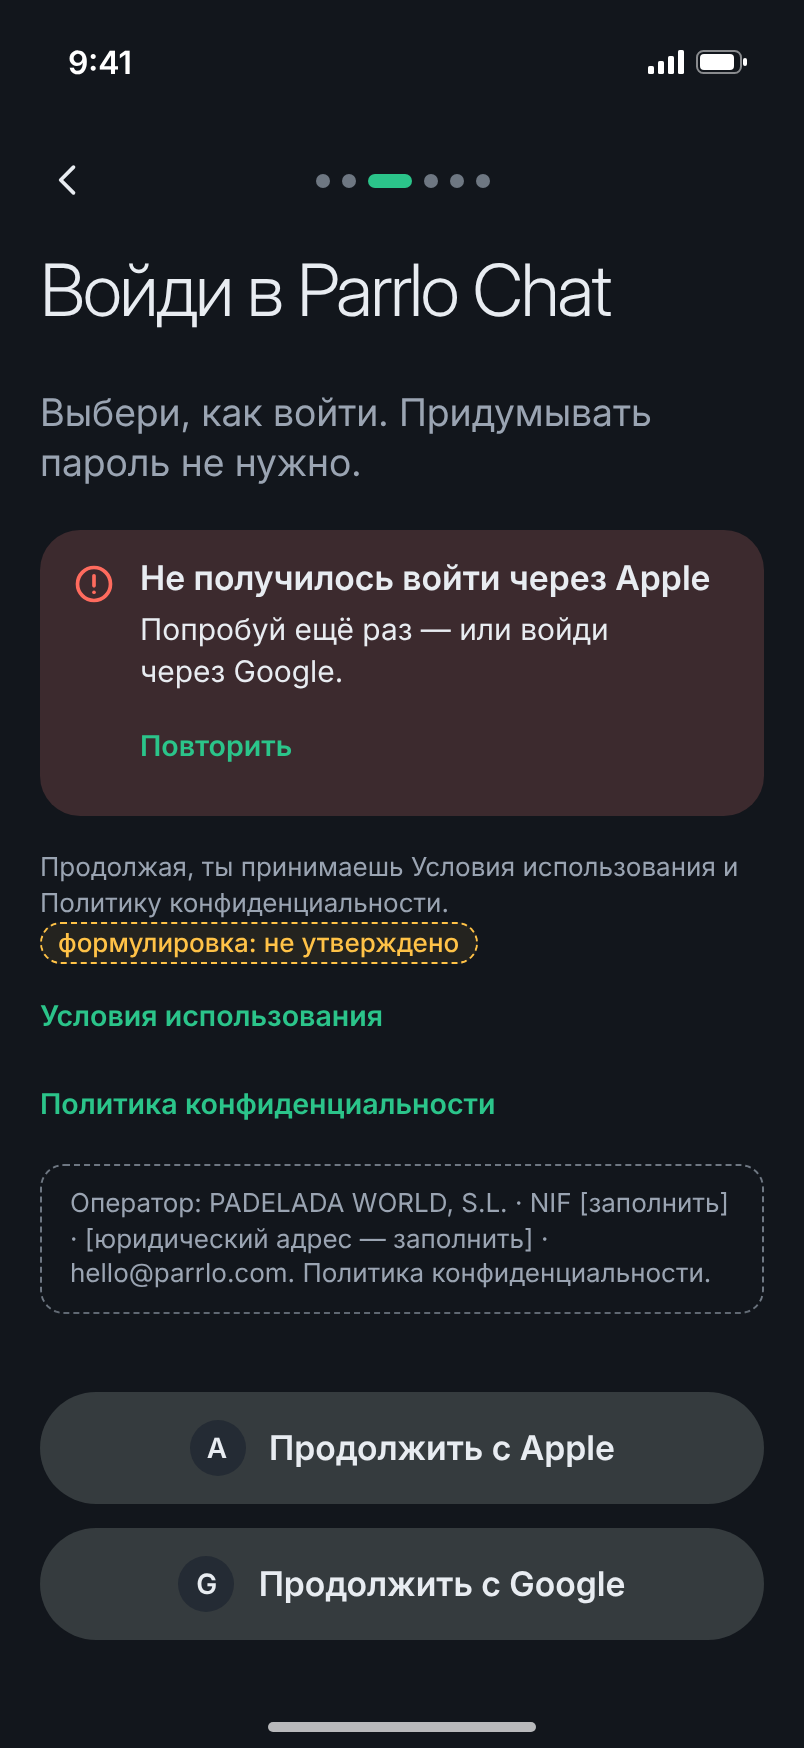 9:41
Войди в Parrlo Chat
Выбери, как войти. Придумывать
пароль не нужно.
Не получилось войти через Apple
Попробуй ещё раз — или войди
через Google.
Повторить
Продолжая, ты принимаешь Условия использования и
Политику конфиденциальности.
формулировка: не утверждено
Условия использования
Политика конфиденциальности
Оператор: PADELADA WORLD, S.L. · NIF [заполнить]
· [юридический адрес — заполнить] ·
hello@parrlo.com. Политика конфиденциальности.
A Продолжить с Apple
G Продолжить с Google